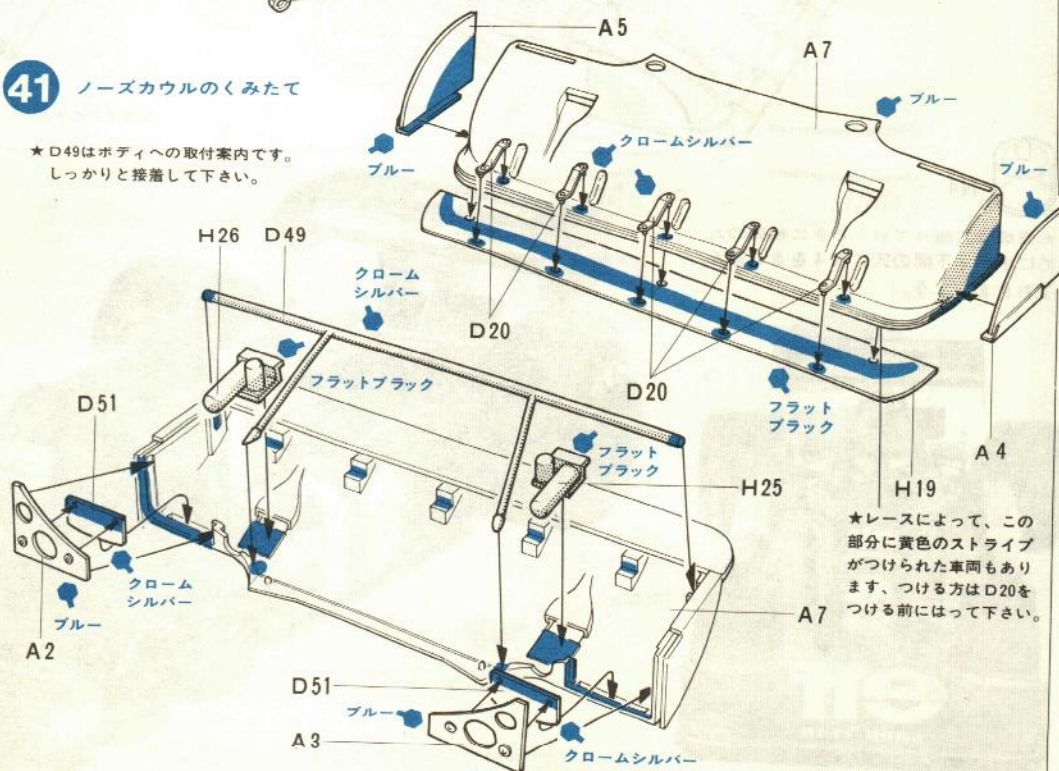 41 ノーズカウルのくみたて
★D49はボディへの取付案内です。
しっかりと接着して下さい。
A5
A7
ブルー
ブルー
クロームシルバー
ブルー
H26 D49
クローム
シルバー
D20
D20
フラットブラック
フラット
ブラック
A4
D51
フラット
ブラック
H25
H19
★レースによって、この
部分に黄色のストライプ
がつけられた車両もあり
ます、つける方はD20を
つける前にはって下さい。
クローム
シルバー
ブルー
A2
A7
D51
ブルー
A3
クロームシルバー